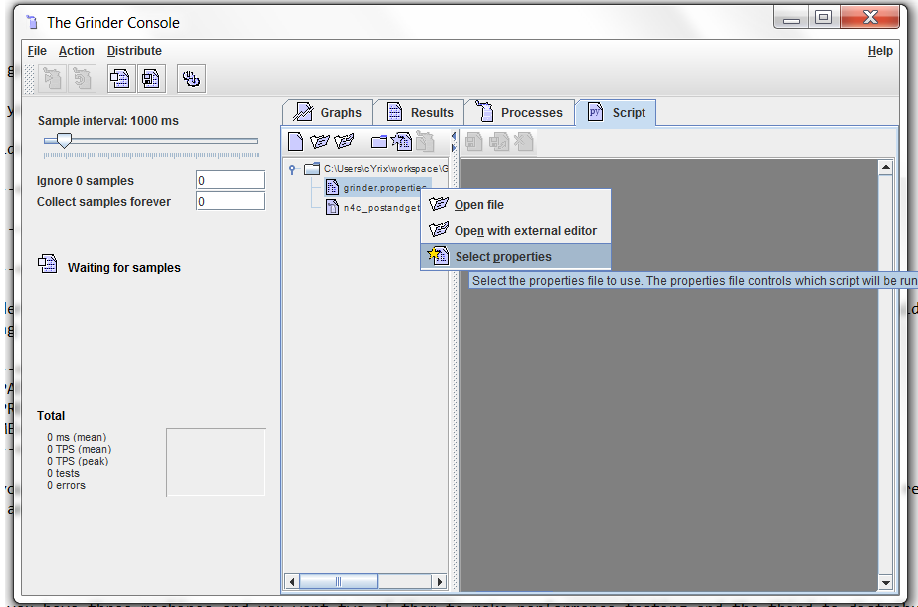 The Grinder Console
File Action Distribute Help
Graphs Results Processes Script
Sample interval: 1000 ms
Ignore 0 samples 0
Collect samples forever 0
Waiting for samples
Total
0 ms (mean)
0 TPS (mean)
0 TPS (peak)
0 tests
0 errors
C:\Users\cYrix\workspace\G
grinder.properties
n4c_postandget
Open file
Open with external editor
Select properties
Select the properties file to use. The properties file controls which script will be run